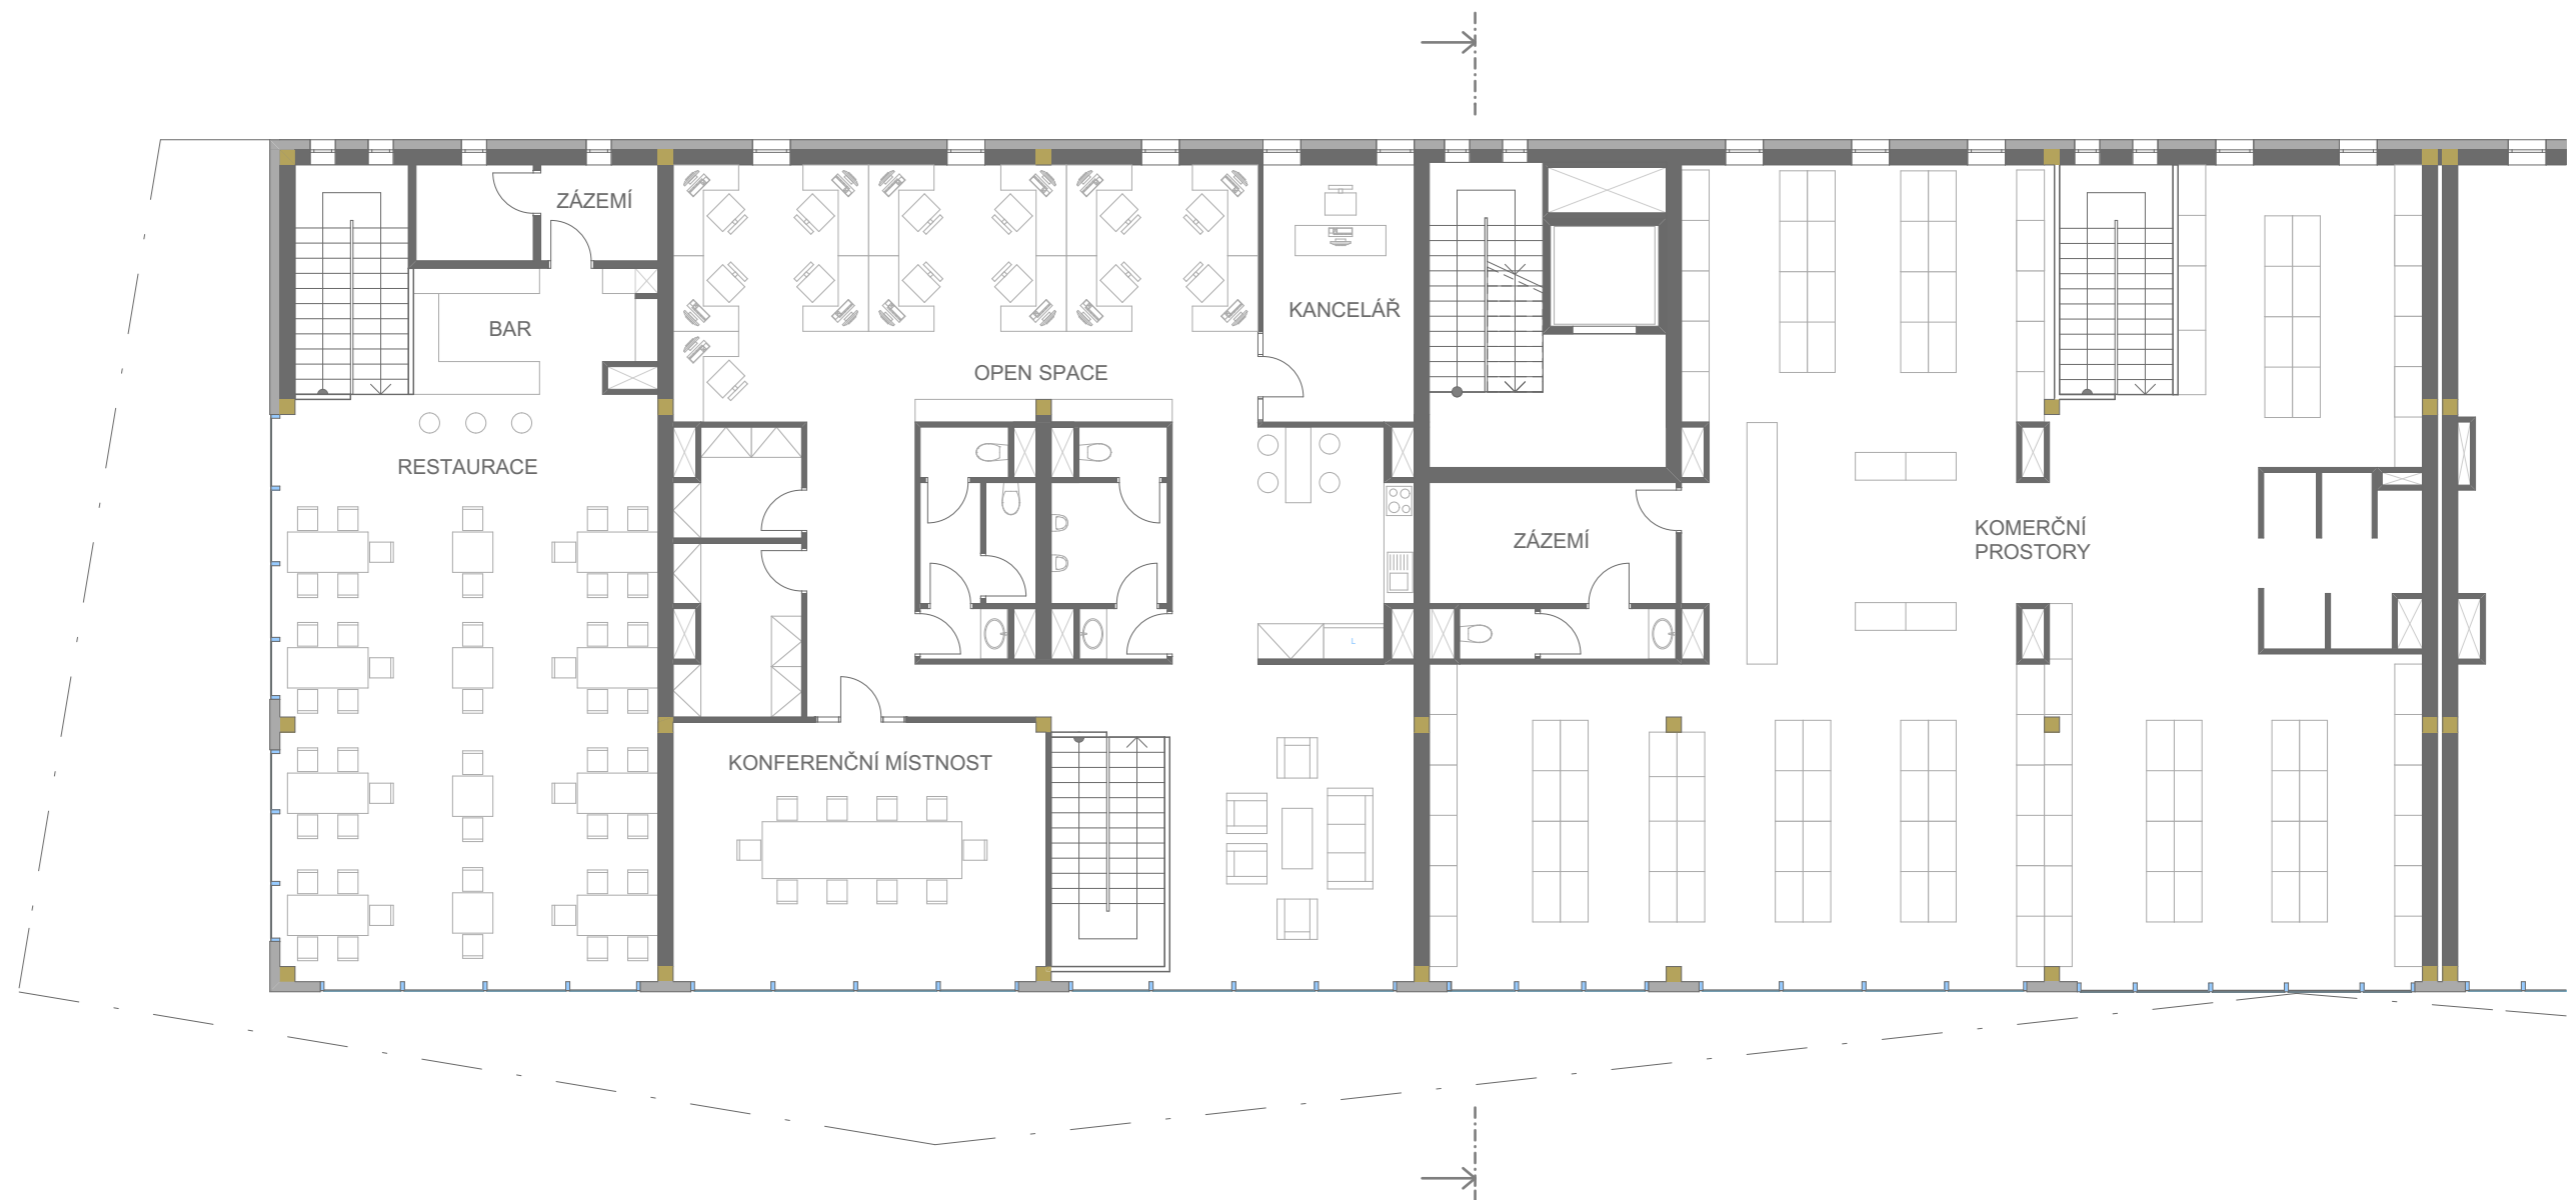 ZÁZEMÍ
BAR
RESTAURACE
OPEN SPACE
KANCELÁŘ
L
KONFERENČNÍ MÍSTNOST
ZÁZEMÍ
KOMERČNÍ
PROSTORY